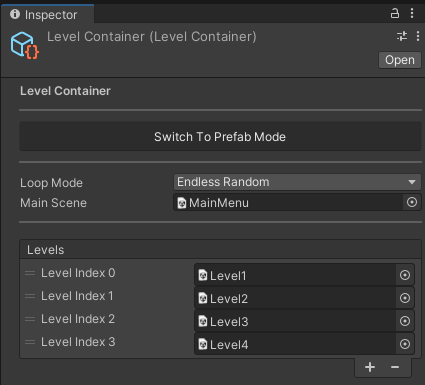 Inspector
Level Container (Level Container)
Open
Level Container
Switch To Prefab Mode
Loop Mode Endless Random
Main Scene MainMenu
Levels
Level Index 0 Level1
Level Index 1 Level2
Level Index 2 Level3
Level Index 3 Level4
+ −